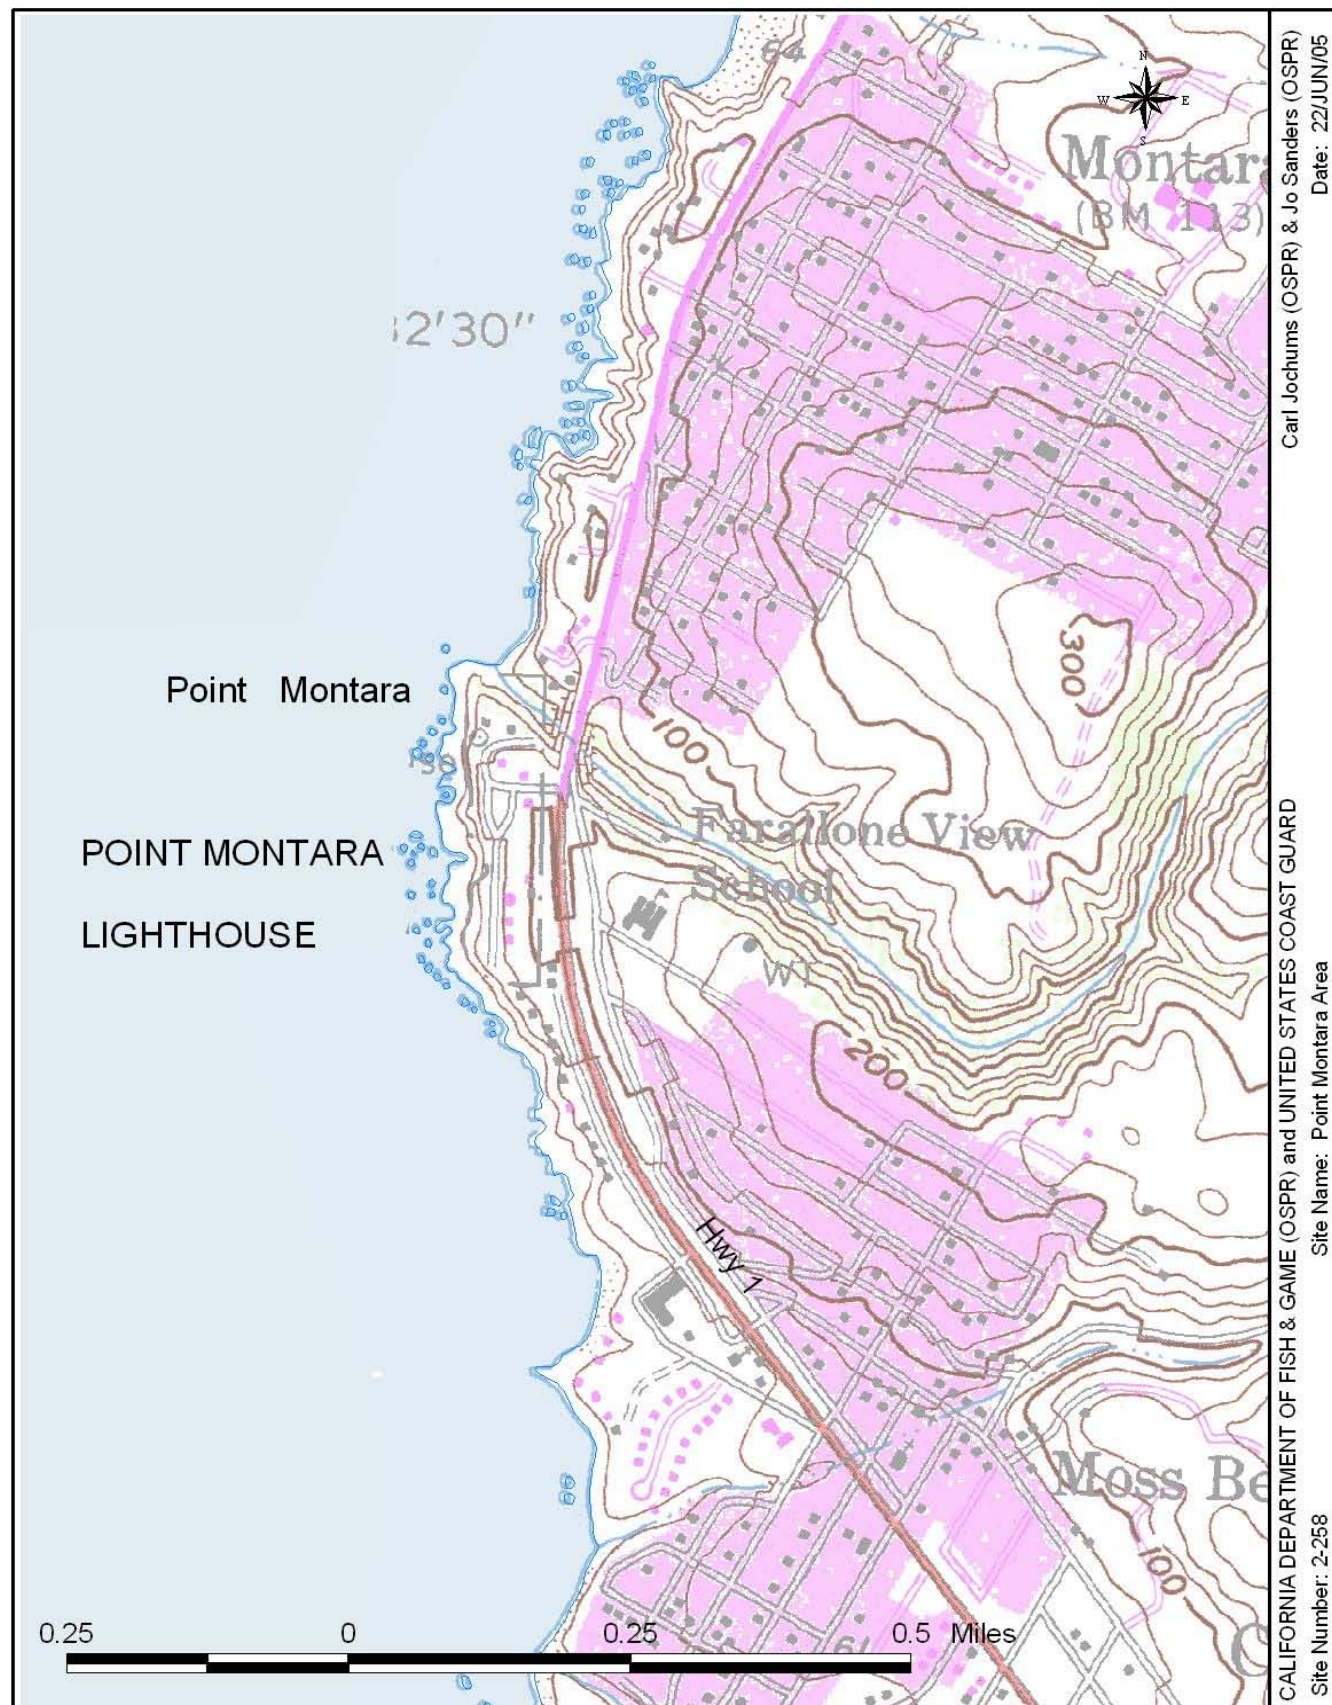 64
N
W E
S
Montara
(BM 113)
32'30"
300
Point Montara
100
Farallone View
School
POINT MONTARA
LIGHTHOUSE
WT
200
Hwy 1
Moss Be
100
0.25 0 0.25 0.5 Miles
61
C
Carl Jochums (OSPR) & Jo Sanders (OSPR)
Date: 22/JUN/05
CALIFORNIA DEPARTMENT OF FISH & GAME (OSPR) and UNITED STATES COAST GUARD
Site Number: 2-258 Site Name: Point Montara Area